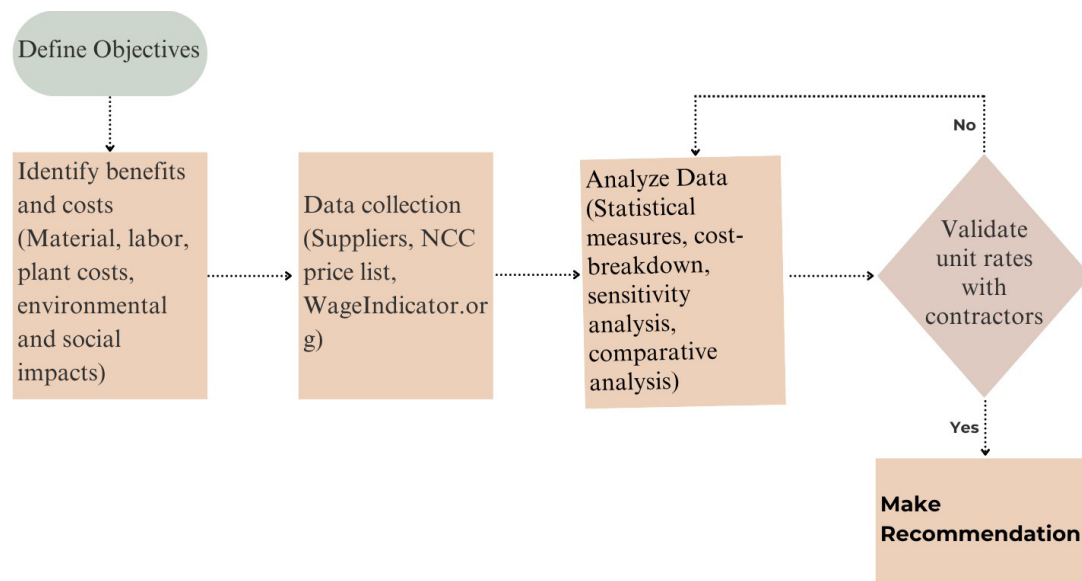 Define Objectives
Identify benefits
and costs
(Material, labor,
plant costs,
environmental
and social
impacts)
Data collection
(Suppliers, NCC
price list,
WageIndicator.or
g)
Analyze Data
(Statistical
measures, cost-
breakdown,
sensitivity
analysis,
comparative
analysis)
No
Validate
unit rates
with
contractors
Yes
Make
Recommendation